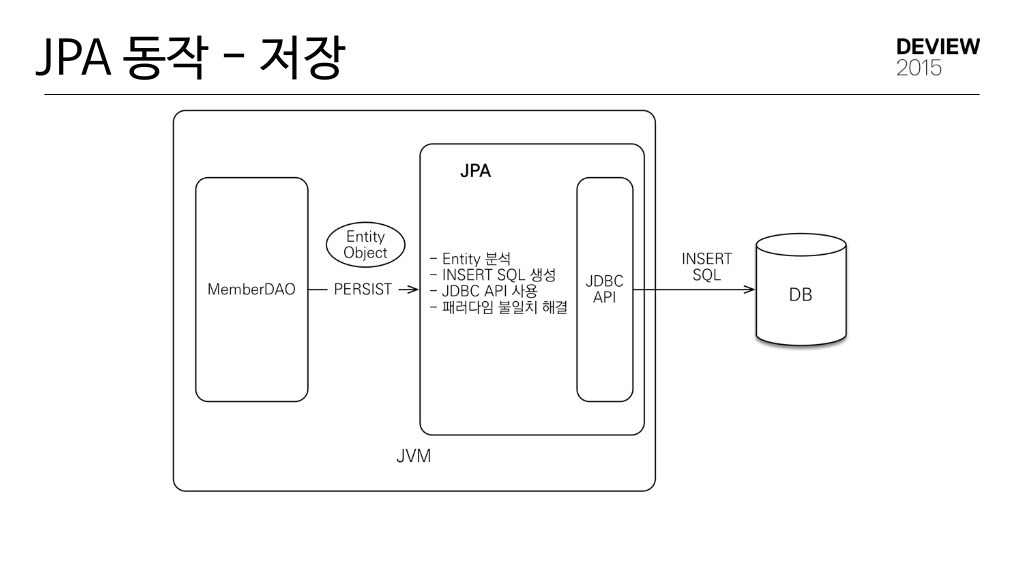 JPA 동작 – 저장
DEVIEW
2015
JPA
Entity
Object
MemberDAO
PERSIST
- Entity 분석
- INSERT SQL 생성
- JDBC API 사용
- 패러다임 불일치 해결
JDBC
API
INSERT
SQL
DB
JVM